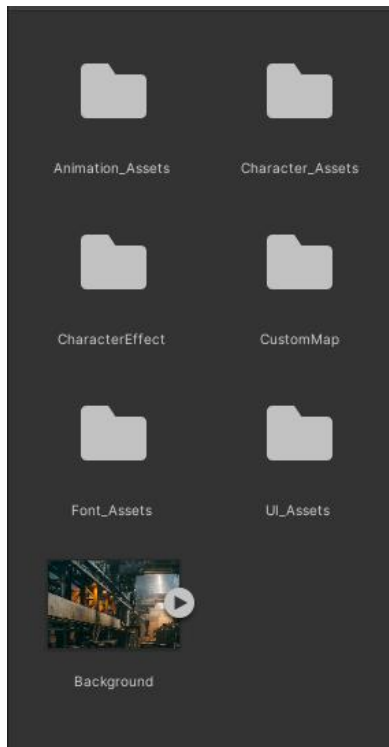 Animation_Assets
Character_Assets
CharacterEffect
CustomMap
Font_Assets
UI_Assets
Background